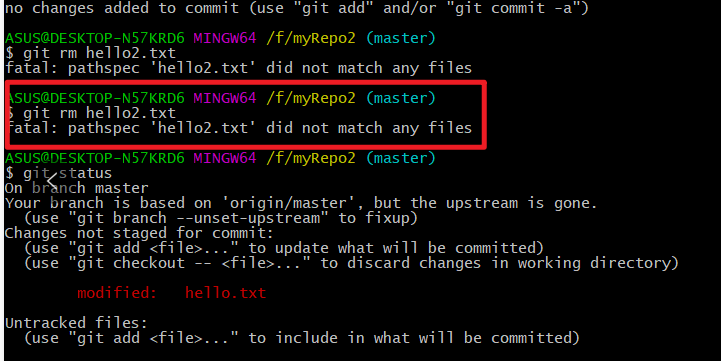 no changes added to commit (use "git add" and/or "git commit -a")
ASUS@DESKTOP-N57KRD6 MINGW64 /f/myRepo2 (master)
$ git rm hello2.txt
fatal: pathspec 'hello2.txt' did not match any files
ASUS@DESKTOP-N57KRD6 MINGW64 /f/myRepo2 (master)
$ git rm hello2.txt
fatal: pathspec 'hello2.txt' did not match any files
ASUS@DESKTOP-N57KRD6 MINGW64 /f/myRepo2 (master)
$ git status
On branch master
Your branch is based on 'origin/master', but the upstream is gone.
  (use "git branch --unset-upstream" to fixup)
Changes not staged for commit:
  (use "git add <file>..." to update what will be committed)
  (use "git checkout -- <file>..." to discard changes in working directory)
        modified:   hello.txt
Untracked files:
  (use "git add <file>..." to include in what will be committed)